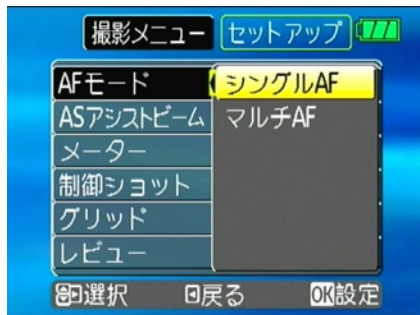 撮影メニュー セットアップ
AFモード シングルAF
ASアシストビーム マルチAF
メーター
制御ショット
グリッド
レビュー
選択 戻る OK設定